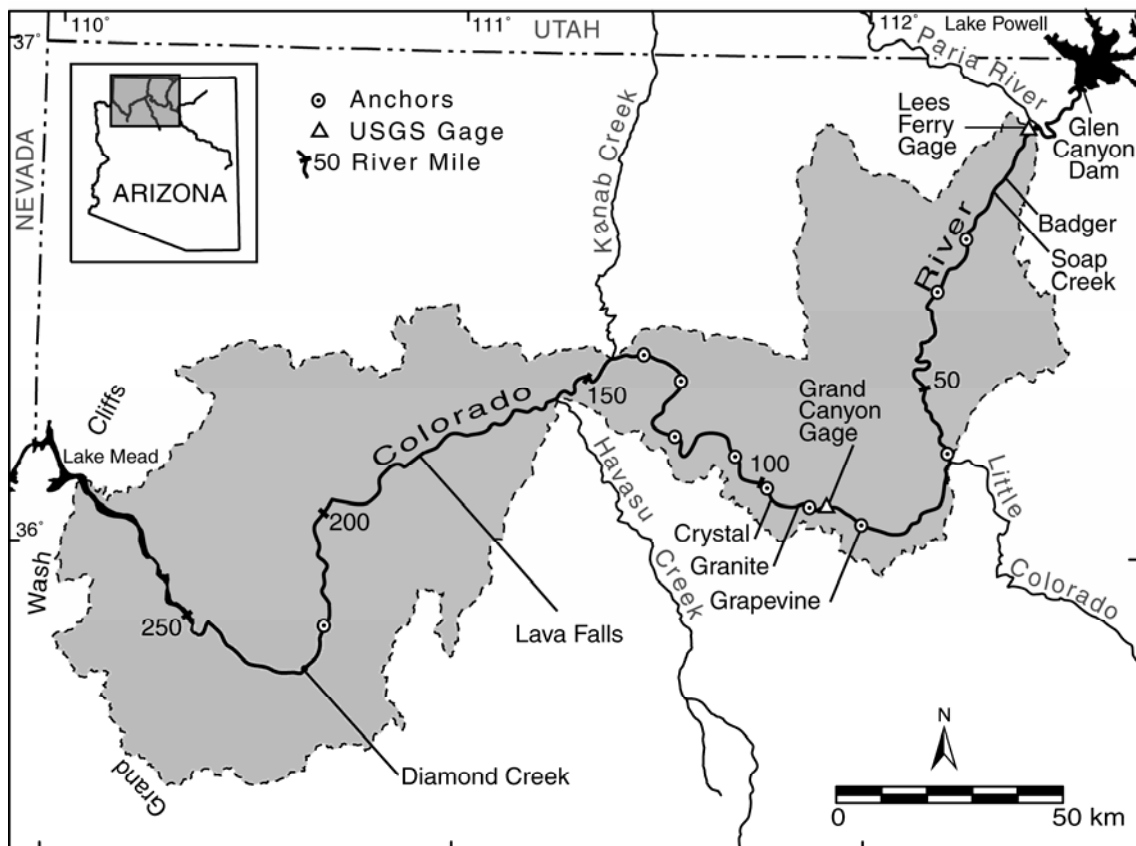 110°
111°
112°
37°
36°
UTAH
NEVADA
Lake Powell
Paria River
Lees
Ferry
Gage
Glen
Canyon
Dam
Anchors
USGS Gage
50 River Mile
ARIZONA
Kanab Creek
Badger
Soap
Creek
Colorado
River
50
Grand
Canyon
Gage
150
100
Crystal
Granite
Grapevine
Little
Colorado
Havasu
Creek
Grand
Wash
Cliffs
Lake Mead
200
250
Lava Falls
Diamond Creek
N
0
50 km